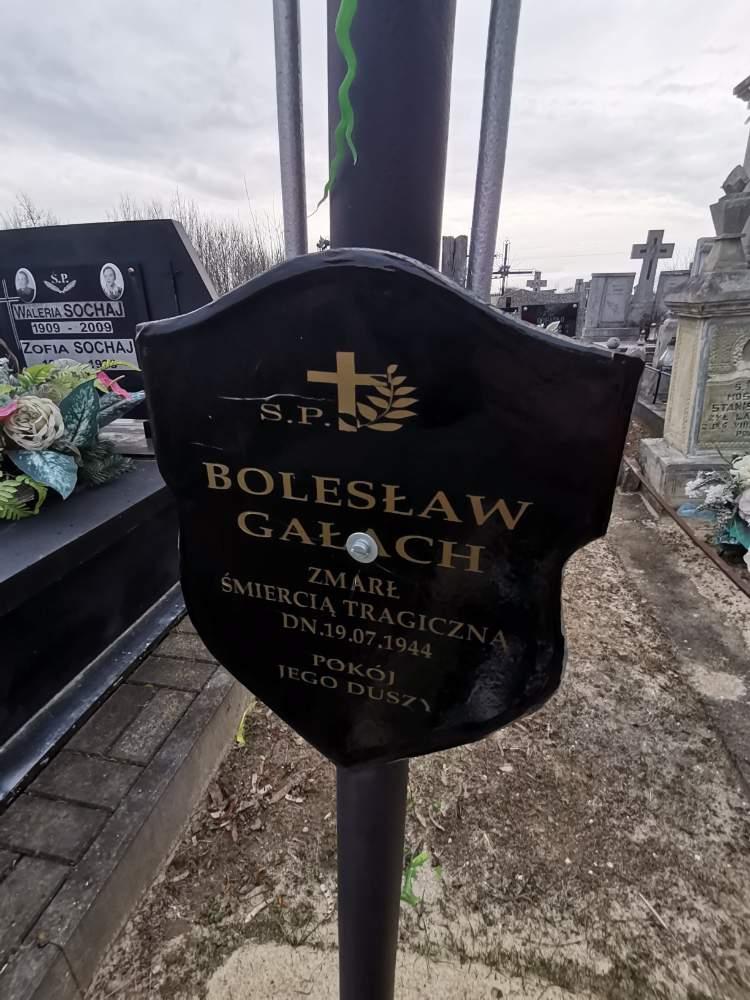 Ś.P.
BOLESŁAW
GAŁACH
ZMARŁ
ŚMIERCIĄ TRAGICZNĄ
DN.19.07.1944
POKÓJ
JEGO DUSZY
Ś.P.
WALERIA SOCHAJ
1909 - 2009
ZOFIA SOCHAJ